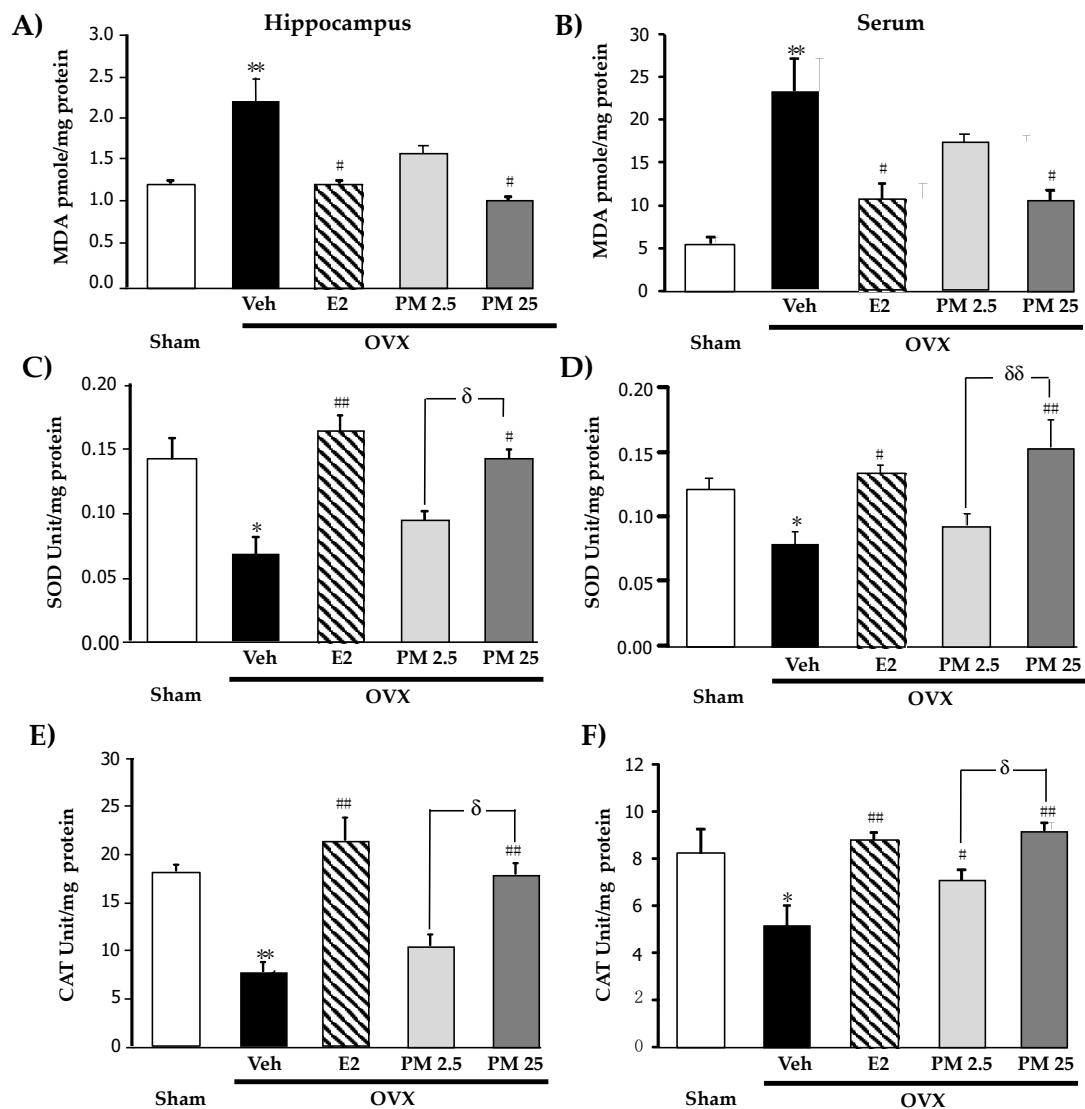 A)
Hippocampus
MDA pmole/mg protein
2.5
2.0
1.5
1.0
0.5
0.0
**
#
#
Veh
E2
PM 2.5
PM 25
Sham
OVX
B)
Serum
MDA pmole/mg protein
30
25
20
15
10
5
0
**
#
#
Veh
E2
PM 2.5
PM 25
Sham
OVX
C)
SOD Unit/mg protein
0.20
0.15
0.10
0.05
0.00
*
##
δ
#
Veh
E2
PM 2.5
PM 25
Sham
OVX
D)
SOD Unit/mg protein
0.20
0.15
0.10
0.05
0.00
*
#
δδ
##
Veh
E2
PM 2.5
PM 25
Sham
OVX
E)
CAT Unit/mg protein
30
25
20
15
10
5
0
**
##
δ
##
Veh
E2
PM 2.5
PM 25
Sham
OVX
F)
CAT Unit/mg protein
12
10
8
6
4
2
0
*
##
#
δ
##
Veh
E2
PM 2.5
PM 25
Sham
OVX